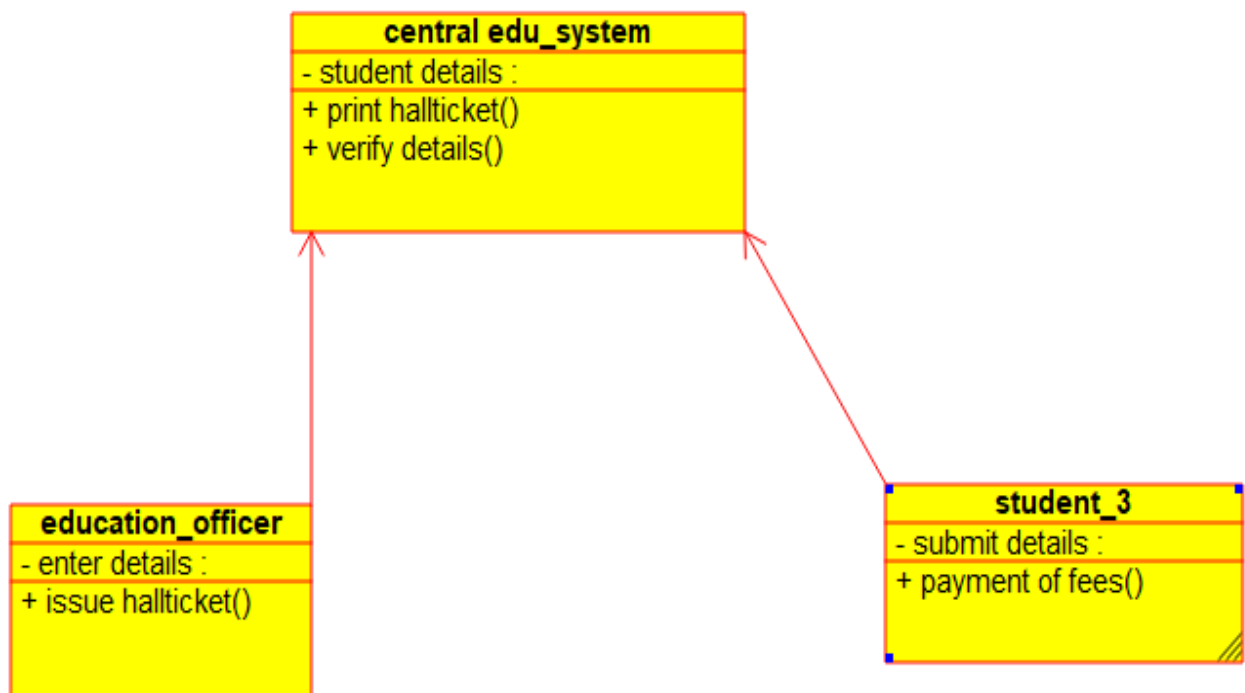 central edu_system
- student details :
+ print hallticket()
+ verify details()
education_officer
- enter details :
+ issue hallticket()
student_3
- submit details :
+ payment of fees()